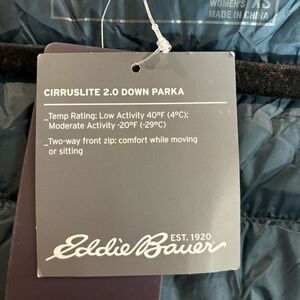 WOMEN'S XS
MADE IN CHINA
CIRRUSLITE 2.0 DOWN PARKA
_Temp Rating: Low Activity 40°F (4°C);
Moderate Activity -20°F (-29°C)
_Two-way front zip: comfort while moving
or sitting
EST. 1920
Eddie Bauer